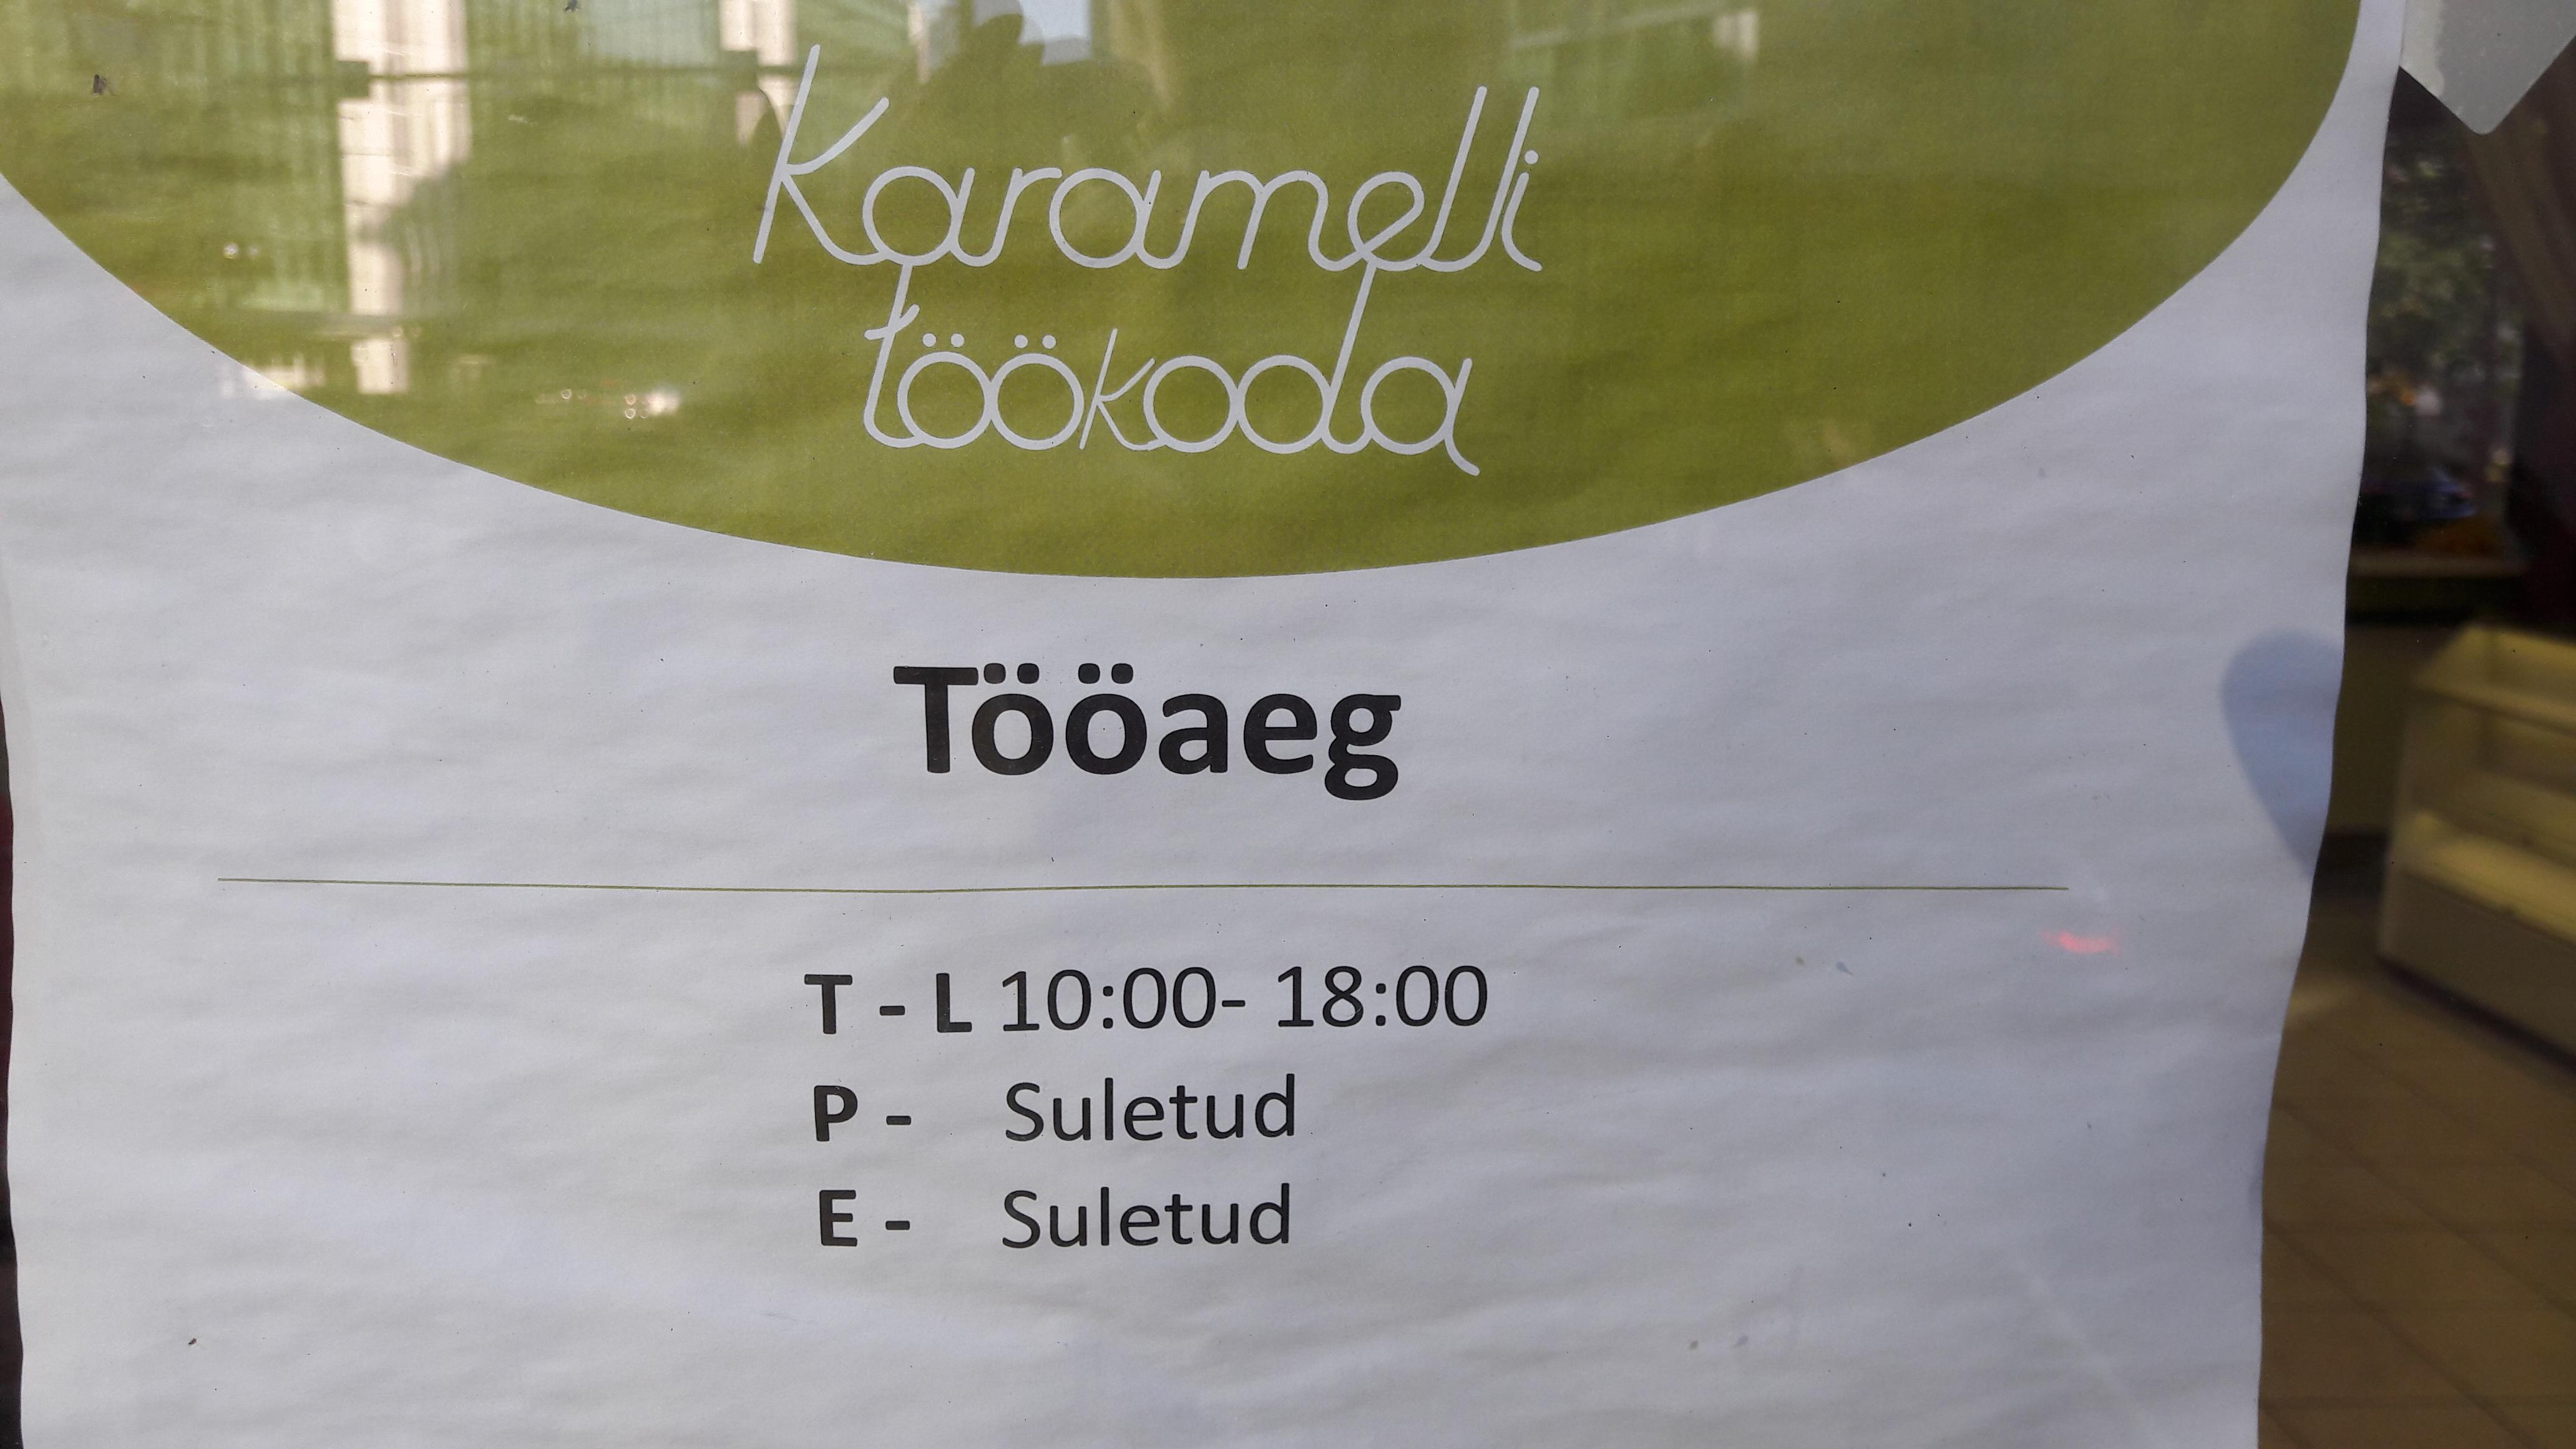 Karamelli
töökoda
Tööaeg
T - L 10:00- 18:00
P - Suletud
E - Suletud